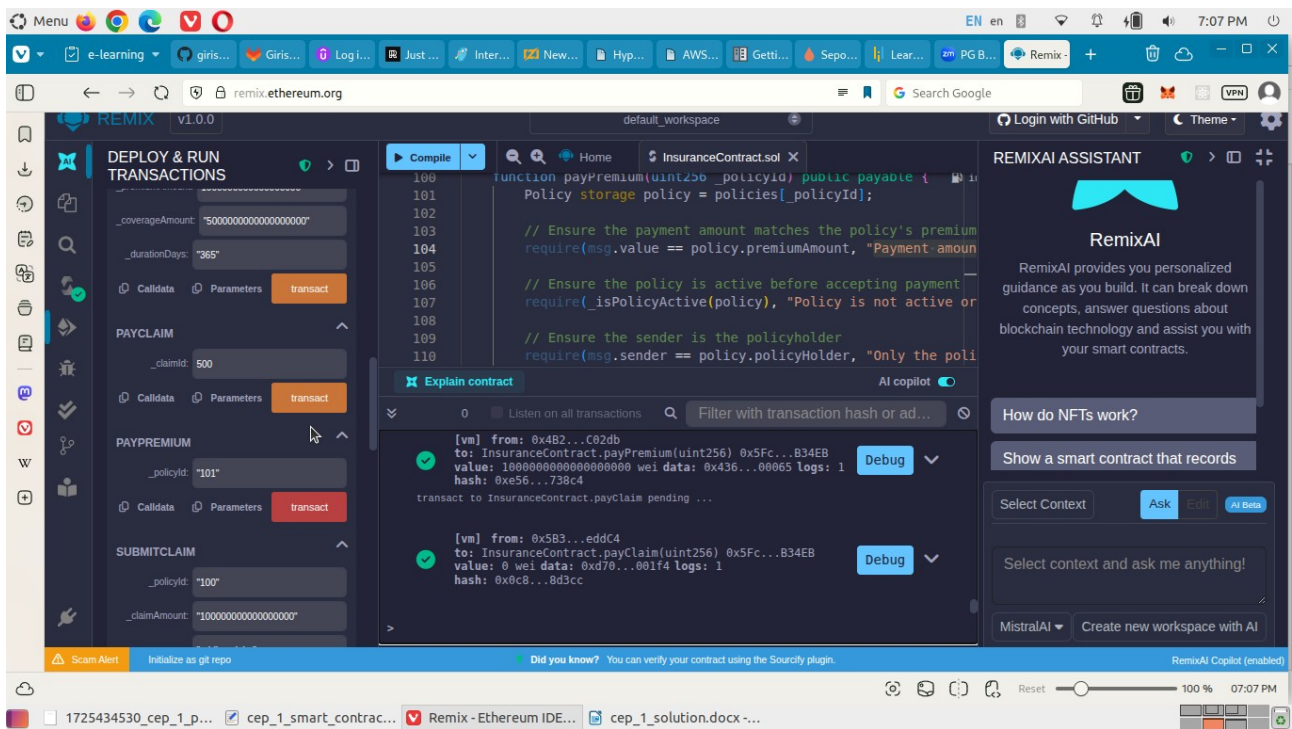 Menu
EN en 7:07 PM
e-learning giris... Giris... Logi... Just ... Inter... New... Hyp... AWS... Getti... Sepo... Lear... PG B... Remix -
remix.ethereum.org
Search Google
VPN
REMIX v1.0.0
default_workspace
Login with GitHub
Theme
DEPLOY & RUN
TRANSACTIONS
_coverageAmount: "5000000000000000000"
_durationDays: "365"
Calldata Parameters transact
PAYCLAIM
_claimId: 500
Calldata Parameters transact
PAYPREMIUM
_policyId: "101"
Calldata Parameters transact
SUBMITCLAIM
_policyId: "100"
_claimAmount: "100000000000000000"
Compile
Home
InsuranceContract.sol
100 function payPremium(uint256 _policyId) public payable {
101 Policy storage policy = policies[_policyId];
102
103 // Ensure the payment amount matches the policy's premium
104 require(msg.value == policy.premiumAmount, "Payment amoun
105
106 // Ensure the policy is active before accepting payment
107 require(_isPolicyActive(policy), "Policy is not active or
108
109 // Ensure the sender is the policyholder
110 require(msg.sender == policy.policyHolder, "Only the poli
Explain contract
AI copilot
0 Listen on all transactions Filter with transaction hash or ad...
[vm] from: 0x4B2...C02db
to: InsuranceContract.payPremium(uint256) 0x5Fc...B34EB
value: 1000000000000000000 wei data: 0x436...00065 logs: 1
hash: 0xe56...738c4
Debug
transact to InsuranceContract.payClaim pending ...
[vm] from: 0x5B3...eddC4
to: InsuranceContract.payClaim(uint256) 0x5Fc...B34EB
value: 0 wei data: 0xd70...001f4 logs: 1
hash: 0x0c8...8d3cc
Debug
>
REMIXAI ASSISTANT
RemixAI
RemixAI provides you personalized
guidance as you build. It can break down
concepts, answer questions about
blockchain technology and assist you with
your smart contracts.
How do NFTs work?
Show a smart contract that records
Select Context
Ask Edit AI Beta
Select context and ask me anything!
MistralAI Create new workspace with AI
Scam Alert Initialize as git repo
Did you know? You can verify your contract using the Sourcify plugin.
RemixAI Copilot (enabled)
Reset 100 % 07:07 PM
1725434530_cep_1_p... cep_1_smart_contrac... Remix - Ethereum IDE... cep_1_solution.docx -...